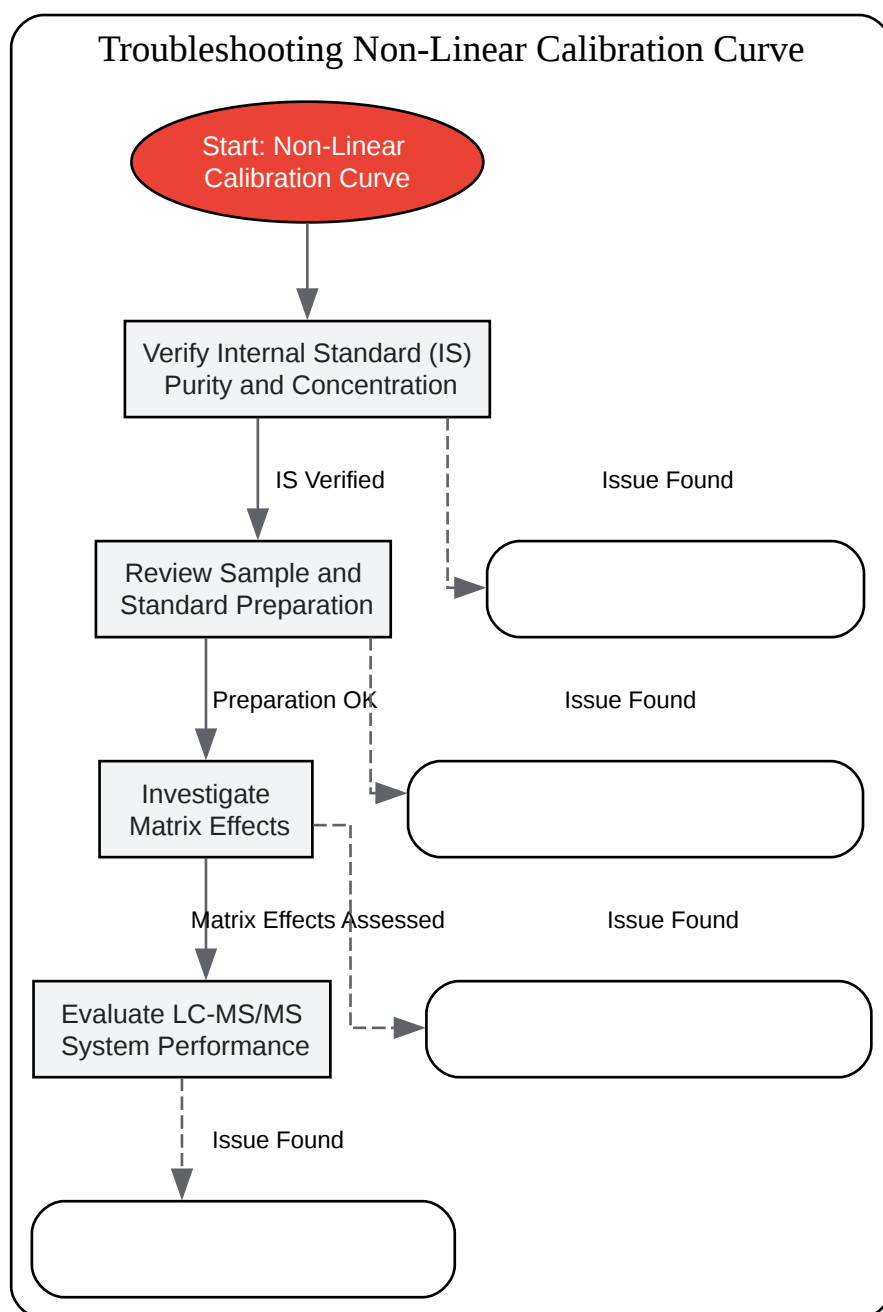 Troubleshooting Non-Linear Calibration Curve
Start: Non-Linear
Calibration Curve
Verify Internal Standard (IS)
Purity and Concentration
IS Verified
Issue Found
Review Sample and
Standard Preparation
Preparation OK
Issue Found
Investigate
Matrix Effects
Matrix Effects Assessed
Issue Found
Evaluate LC-MS/MS
System Performance
Issue Found